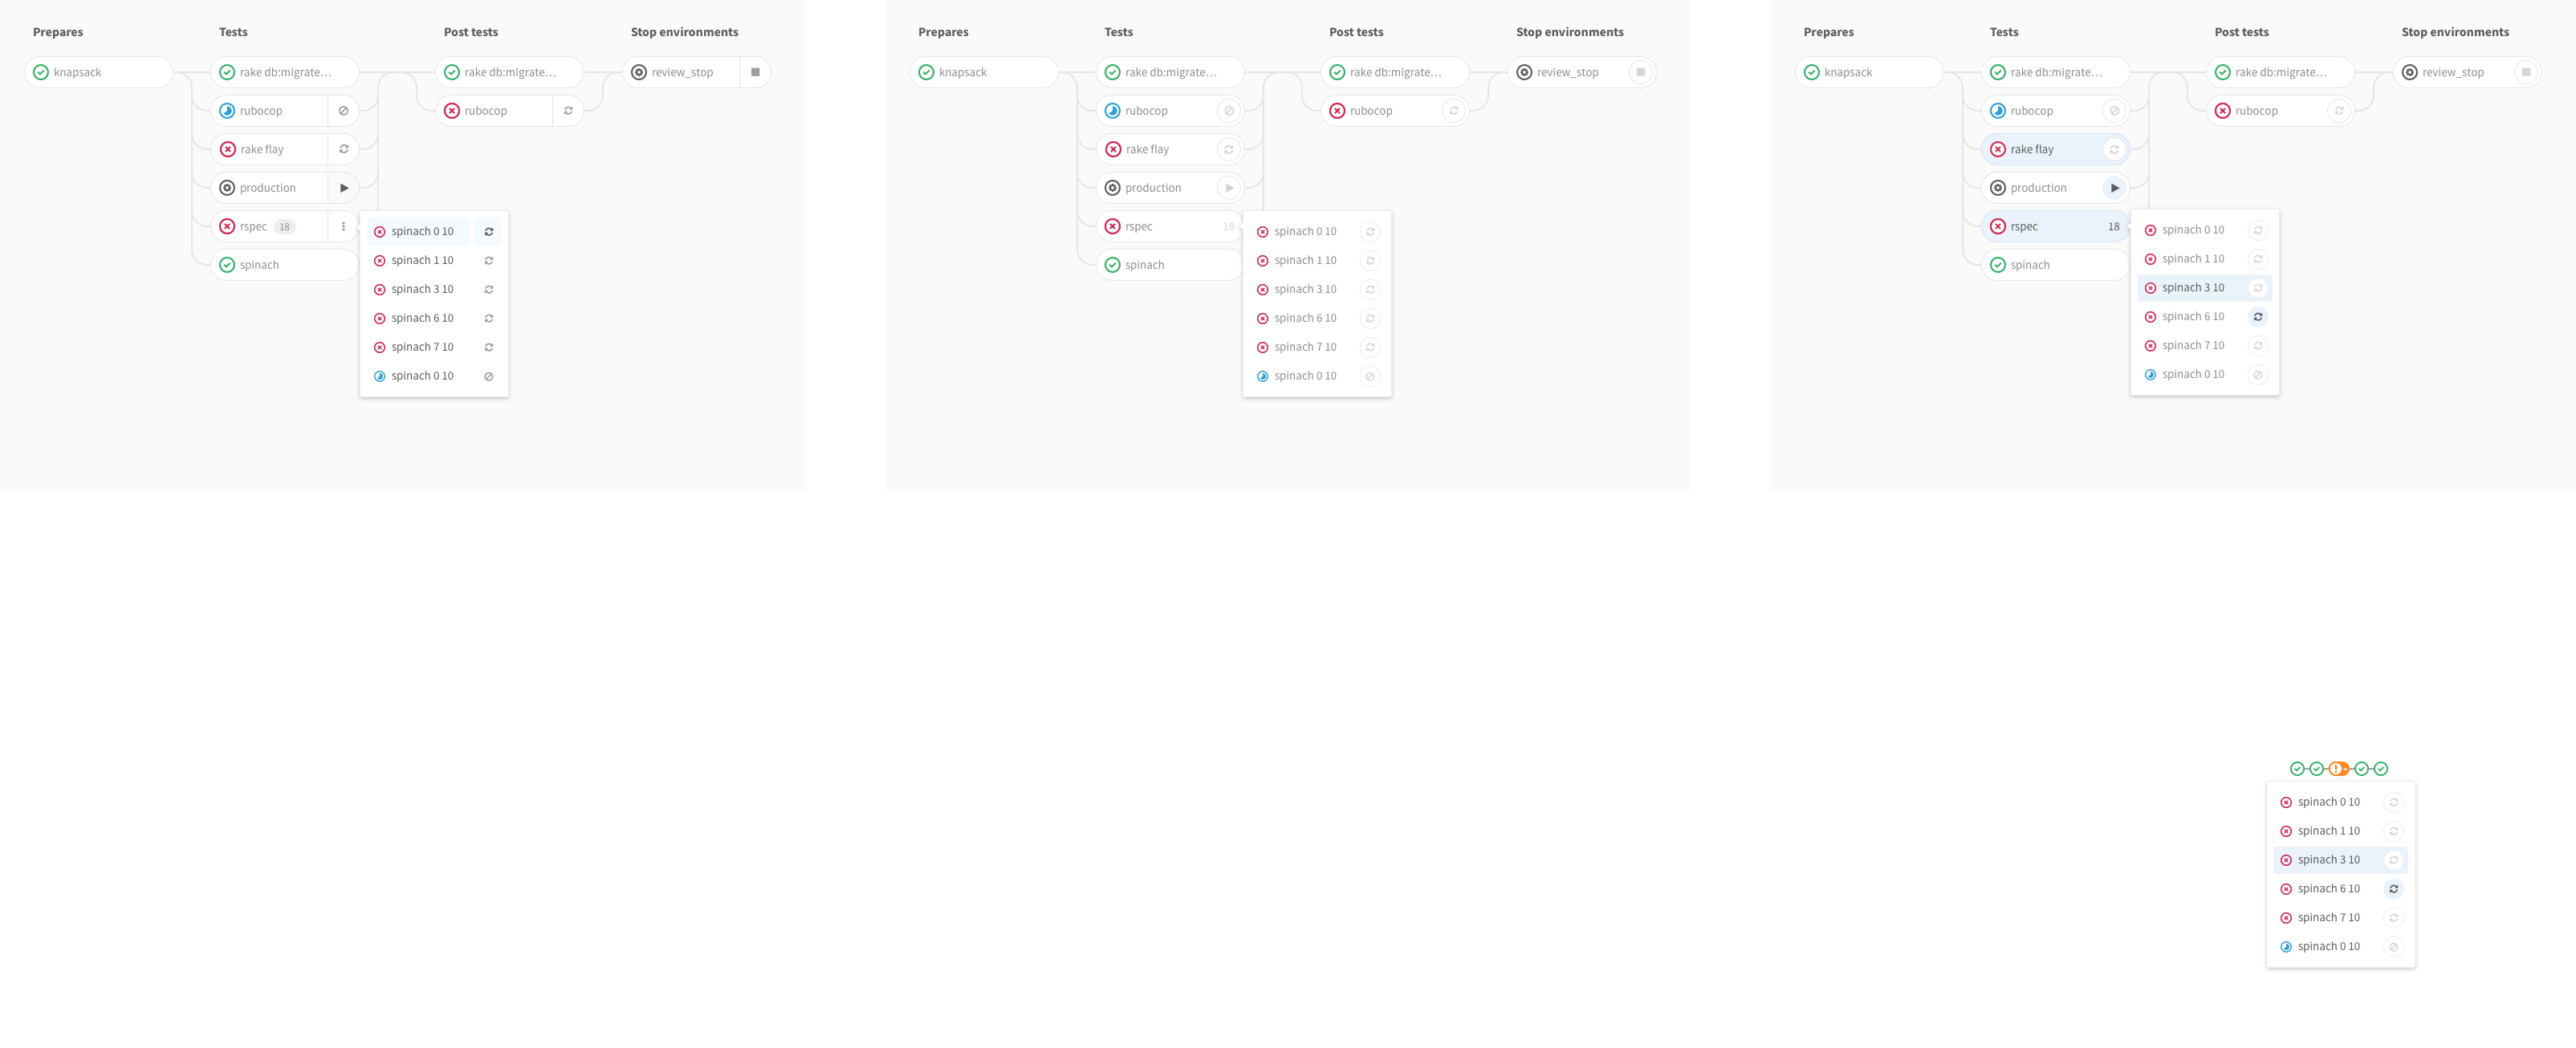 Prepares
Tests
Post tests
Stop environments
knapsack
rake db:migrate...
rake db:migrate...
review_stop
rubocop
rubocop
rake flay
production
rspec 18
spinach
spinach 0 10
spinach 1 10
spinach 3 10
spinach 6 10
spinach 7 10
spinach 0 10
Prepares
Tests
Post tests
Stop environments
knapsack
rake db:migrate...
rake db:migrate...
review_stop
rubocop
rubocop
rake flay
production
rspec 18
spinach
spinach 0 10
spinach 1 10
spinach 3 10
spinach 6 10
spinach 7 10
spinach 0 10
Prepares
Tests
Post tests
Stop environments
knapsack
rake db:migrate...
rake db:migrate...
review_stop
rubocop
rubocop
rake flay
production
rspec 18
spinach
spinach 0 10
spinach 1 10
spinach 3 10
spinach 6 10
spinach 7 10
spinach 0 10
spinach 0 10
spinach 1 10
spinach 3 10
spinach 6 10
spinach 7 10
spinach 0 10